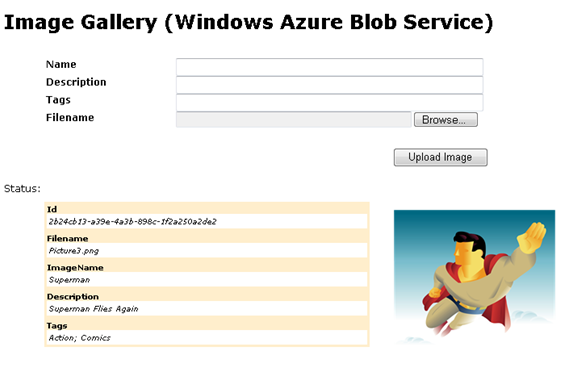 Image Gallery (Windows Azure Blob Service)
Name
Description
Tags
Filename Browse...
Upload Image
Status:
Id
2b24cb13-a39e-4a3b-898c-1f2a250a2de2
Filename
Picture3.png
ImageName
Superman
Description
Superman Flies Again
Tags
Action; Comics